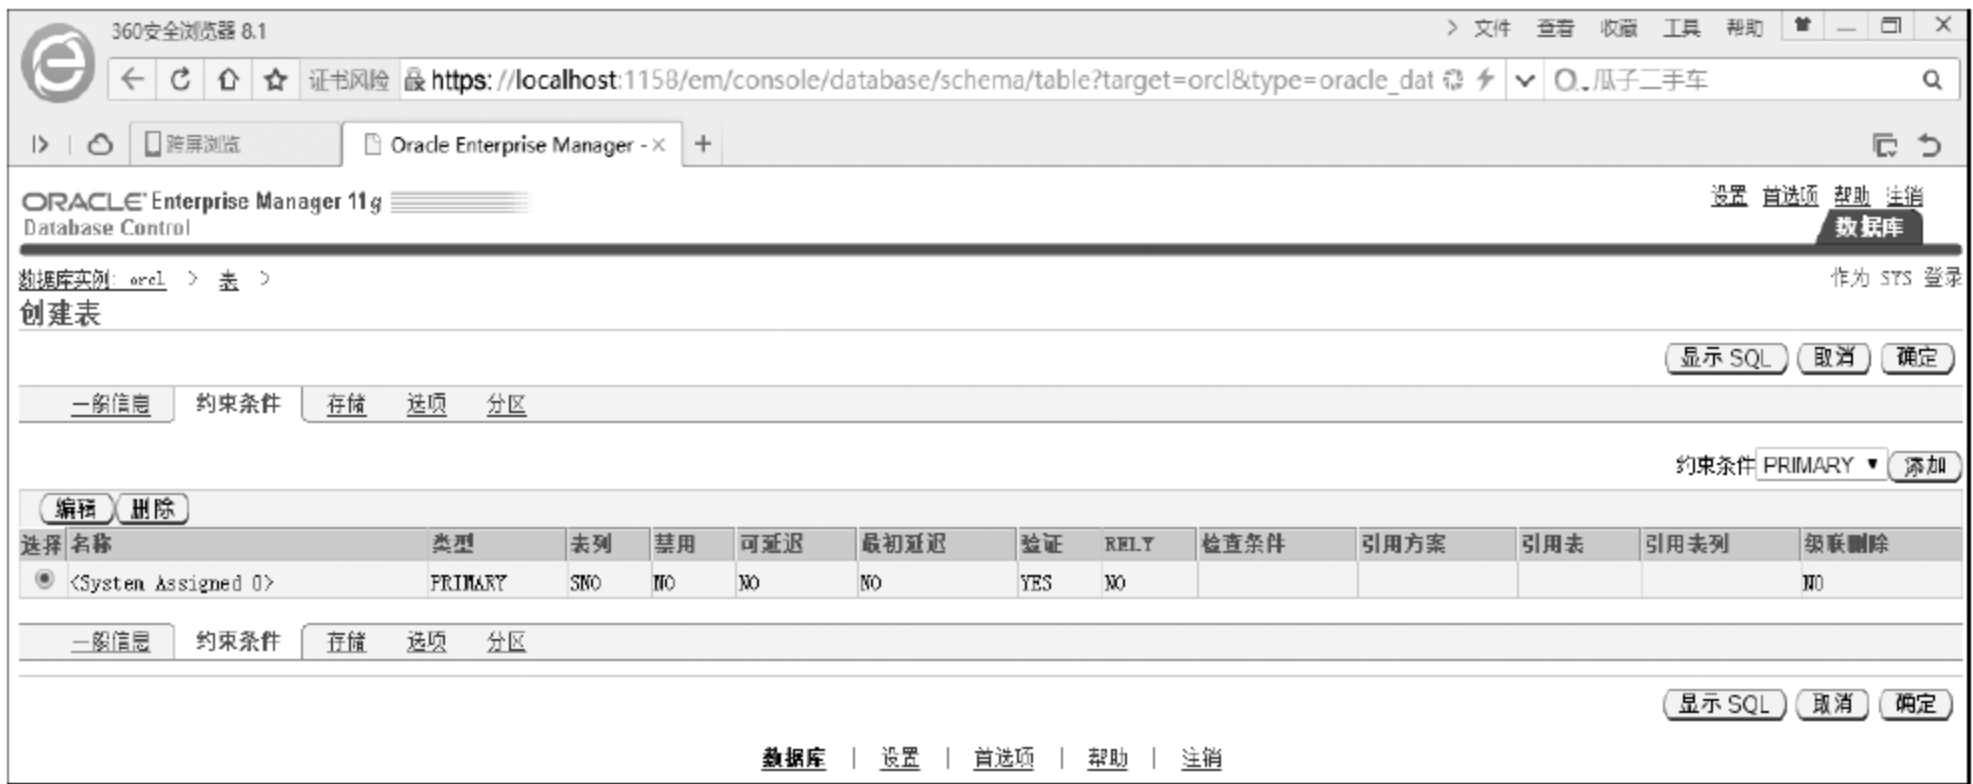 360安全浏览器 8.1 > 文件 查看 收藏 工具 帮助
证书风险 https://localhost:1158/em/console/database/schema/table?target=orcl&type=oracle_dat 瓜子二手车
跨屏浏览 Oracle Enterprise Manager - × +
ORACLE Enterprise Manager 11g 设置 首选项 帮助 注销
Database Control 数据库
数据库实例: orcl > 表 > 作为 SYS 登录
创建表
显示 SQL 取消 确定
一般信息 约束条件 存储 选项 分区
约束条件 PRIMARY 添加
编辑 删除
选择 名称 类型 表列 禁用 可延迟 最初延迟 验证 RELY 检查条件 引用方案 引用表 引用表列 级联删除
<System Assigned 0> PRIMARY SNO NO NO NO YES NO NO
一般信息 约束条件 存储 选项 分区
显示 SQL 取消 确定
数据库 | 设置 | 首选项 | 帮助 | 注销